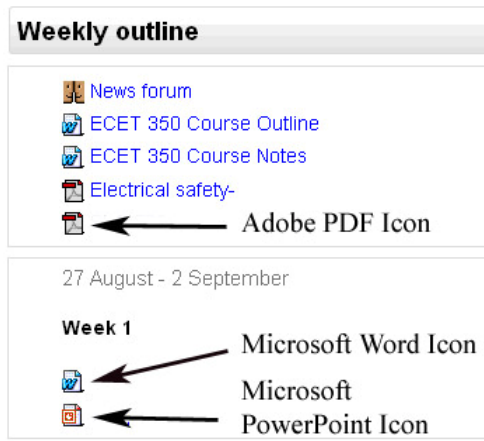 Weekly outline
News forum
ECET 350 Course Outline
ECET 350 Course Notes
Electrical safety-
Adobe PDF Icon
27 August - 2 September
Week 1
Microsoft Word Icon
Microsoft
PowerPoint Icon